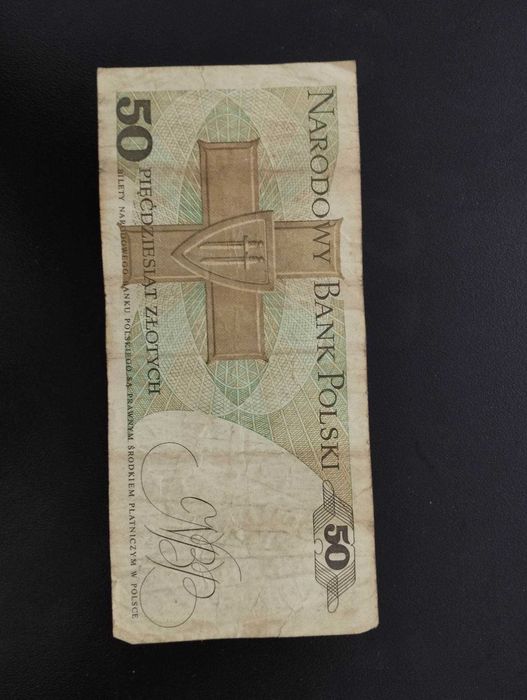 NARODOWY BANK POLSKI
50
50
PIĘĆDZIESIĄT ZŁOTYCH
BILETY NARODOWEGO BANKU POLSKIEGO SĄ PRAWNYM ŚRODKIEM PŁATNICZYM W POLSCE
NBP